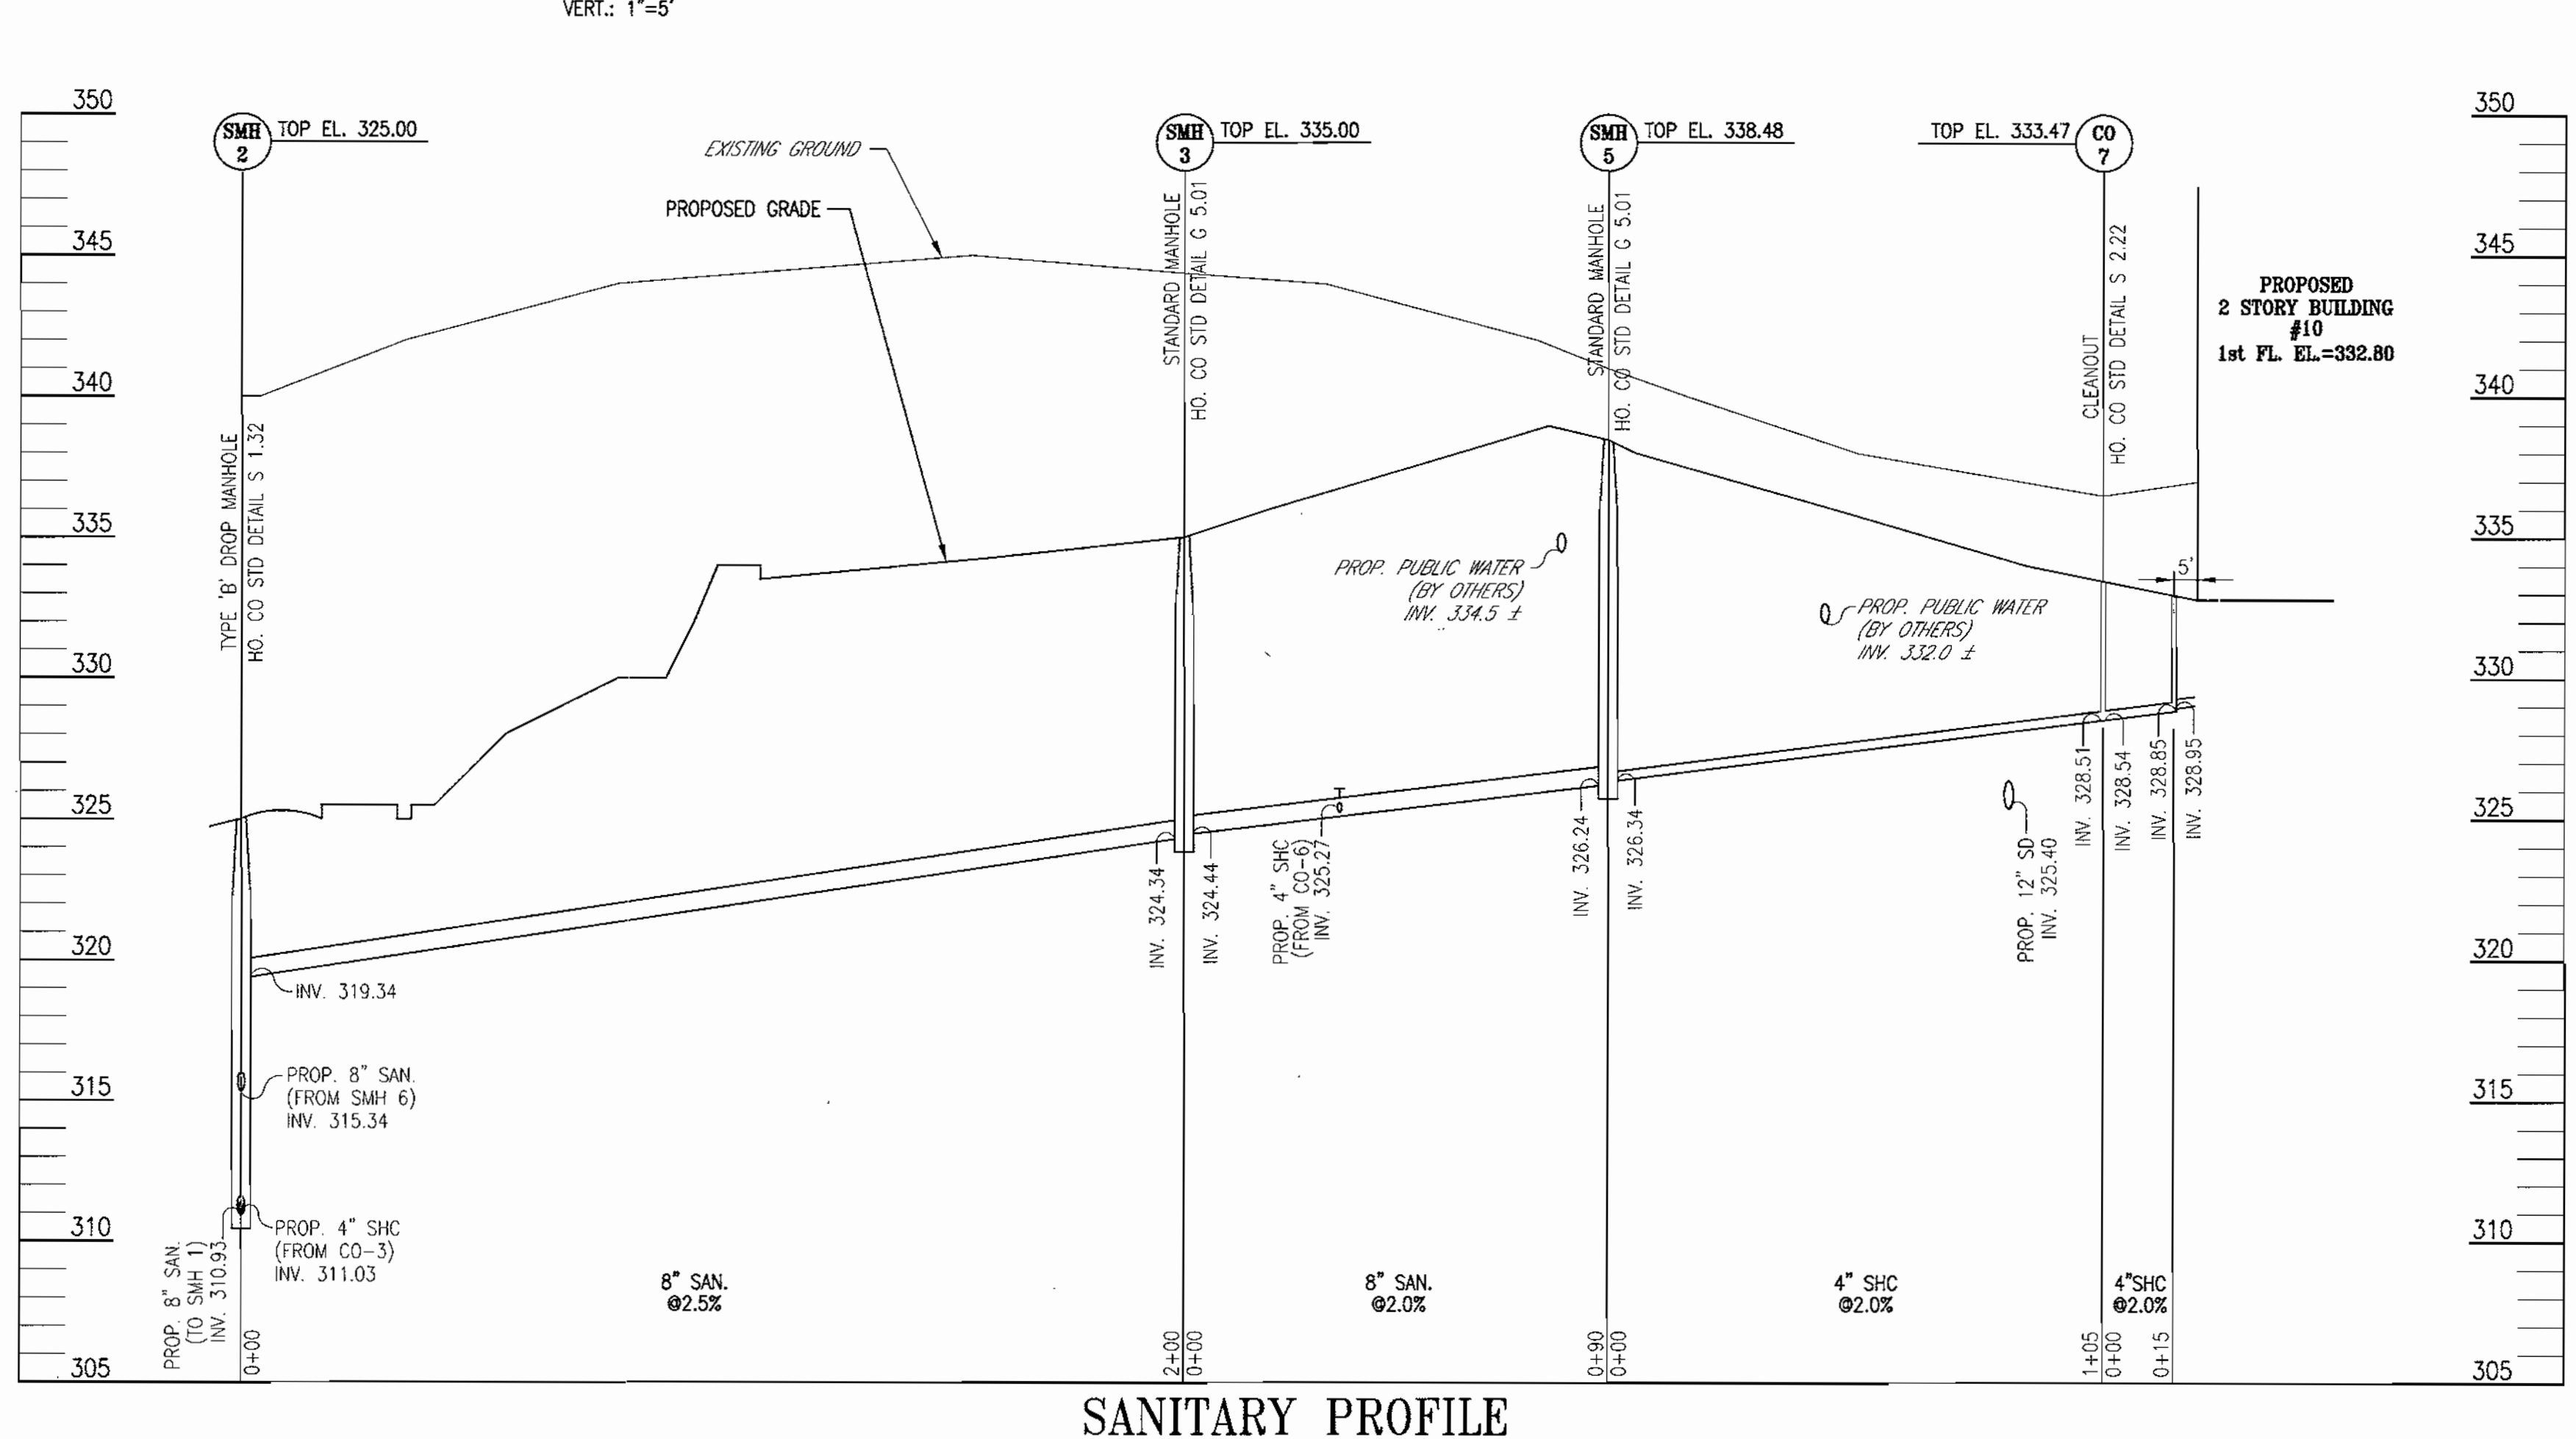 VERT.: 1"=5'
350
350
SMH
2
TOP EL. 325.00
SMH
3
TOP EL. 335.00
SMH
5
TOP EL. 338.48
TOP EL. 333.47
CO
7
EXISTING GROUND
PROPOSED GRADE
345
345
340
340
335
335
330
330
325
325
320
320
315
315
310
310
305
305
TYPE 'B' DROP MANHOLE
HO. CO STD DETAIL S 1.32
STANDARD MANHOLE
HO. CO STD DETAIL G 5.01
STANDARD MANHOLE
HO. CO STD DETAIL G 5.01
CLEANOUT
HO. CO STD DETAIL S 2.22
PROPOSED
2 STORY BUILDING
#10
1st FL. EL.=332.80
5'
PROP. PUBLIC WATER
(BY OTHERS)
INV. 334.5 ±
PROP. PUBLIC WATER
(BY OTHERS)
INV. 332.0 ±
INV. 319.34
PROP. 8" SAN.
(FROM SMH 6)
INV. 315.34
PROP. 4" SHC
(FROM CO-3)
INV. 311.03
PROP. 8" SAN.
(TO SMH 1)
INV. 310.93
INV. 324.34
INV. 324.44
PROP. 4" SHC
(FROM CO-6)
INV. 325.27
INV. 326.24
INV. 326.34
PROP. 12" SD
INV. 325.40
INV. 328.51
INV. 328.54
INV. 328.85
INV. 328.95
8" SAN.
@2.5%
8" SAN.
@2.0%
4" SHC
@2.0%
4"SHC
@2.0%
0+00
2+00
0+00
0+90
0+00
1+05
0+00
0+15
SANITARY PROFILE